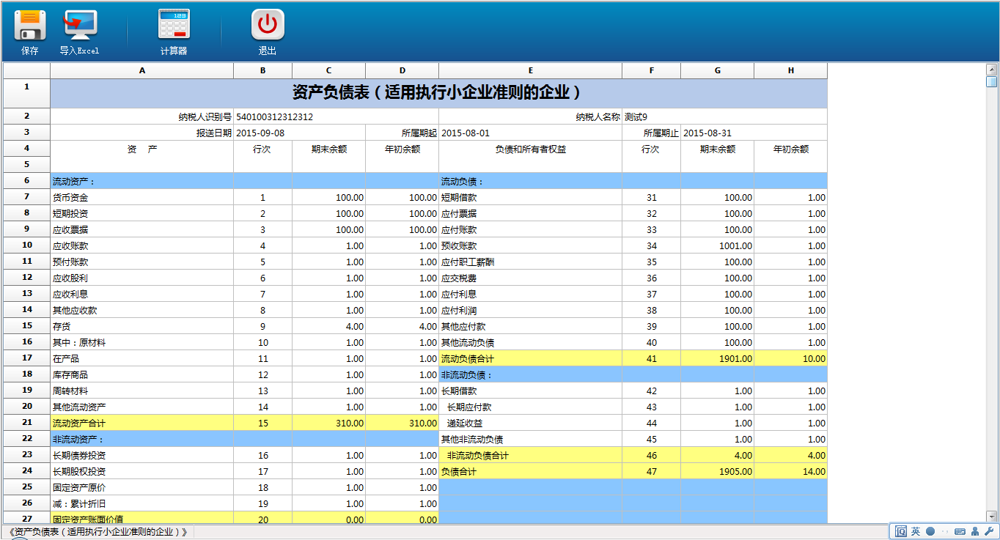 保存 导入Excel 计算器 退出
A B C D E F G H
1 资产负债表（适用执行小企业准则的企业）
2 纳税人识别号 540100312312312 纳税人名称 测试9
3 报送日期 2015-09-08 所属期起 2015-08-01 所属期止 2015-08-31
4 资 产 行次 期末余额 年初余额 负债和所有者权益 行次 期末余额 年初余额
5
6 流动资产： 流动负债：
7 货币资金 1 100.00 100.00 短期借款 31 100.00 1.00
8 短期投资 2 100.00 100.00 应付票据 32 100.00 1.00
9 应收票据 3 100.00 100.00 应付账款 33 100.00 1.00
10 应收账款 4 1.00 1.00 预收账款 34 1001.00 1.00
11 预付账款 5 1.00 1.00 应付职工薪酬 35 100.00 1.00
12 应收股利 6 1.00 1.00 应交税费 36 100.00 1.00
13 应收利息 7 1.00 1.00 应付利息 37 100.00 1.00
14 其他应收款 8 1.00 1.00 应付利润 38 100.00 1.00
15 存货 9 4.00 4.00 其他应付款 39 100.00 1.00
16 其中：原材料 10 1.00 1.00 其他流动负债 40 100.00 1.00
17 在产品 11 1.00 1.00 流动负债合计 41 1901.00 10.00
18 库存商品 12 1.00 1.00 非流动负债：
19 周转材料 13 1.00 1.00 长期借款 42 1.00 1.00
20 其他流动资产 14 1.00 1.00 长期应付款 43 1.00 1.00
21 流动资产合计 15 310.00 310.00 递延收益 44 1.00 1.00
22 非流动资产： 其他非流动负债 45 1.00 1.00
23 长期债券投资 16 1.00 1.00 非流动负债合计 46 4.00 4.00
24 长期股权投资 17 1.00 1.00 负债合计 47 1905.00 14.00
25 固定资产原价 18 1.00 1.00
26 减：累计折旧 19 1.00 1.00
27 固定资产账面价值 20 0.00 0.00
《资产负债表（适用执行小企业准则的企业）》 英